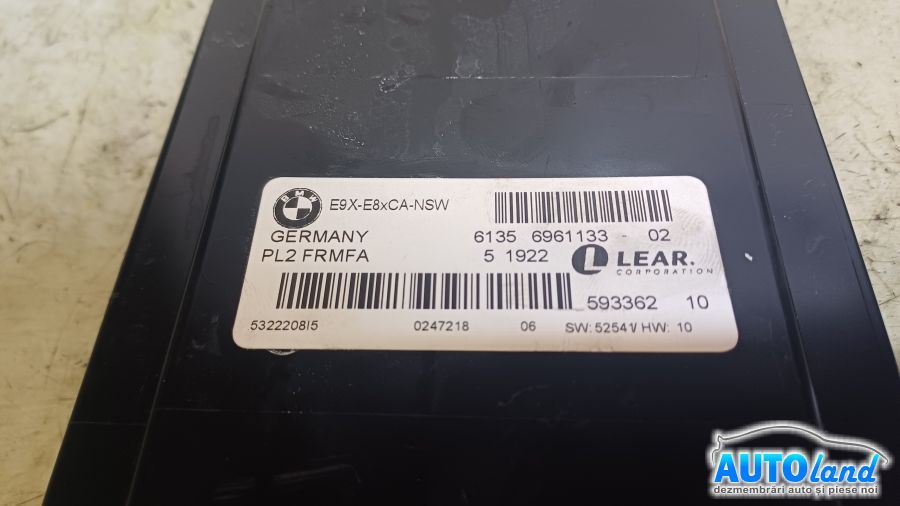 BMW
E9X-E8xCA-NSW
GERMANY 6135 6961133 - 02
PL2 FRMFA 5 1922 LEAR.
CORPORATION
593362 10
532220815 0247218 06 SW: 52541/ HW: 10
AUTOland
dezmembrări auto și piese noi